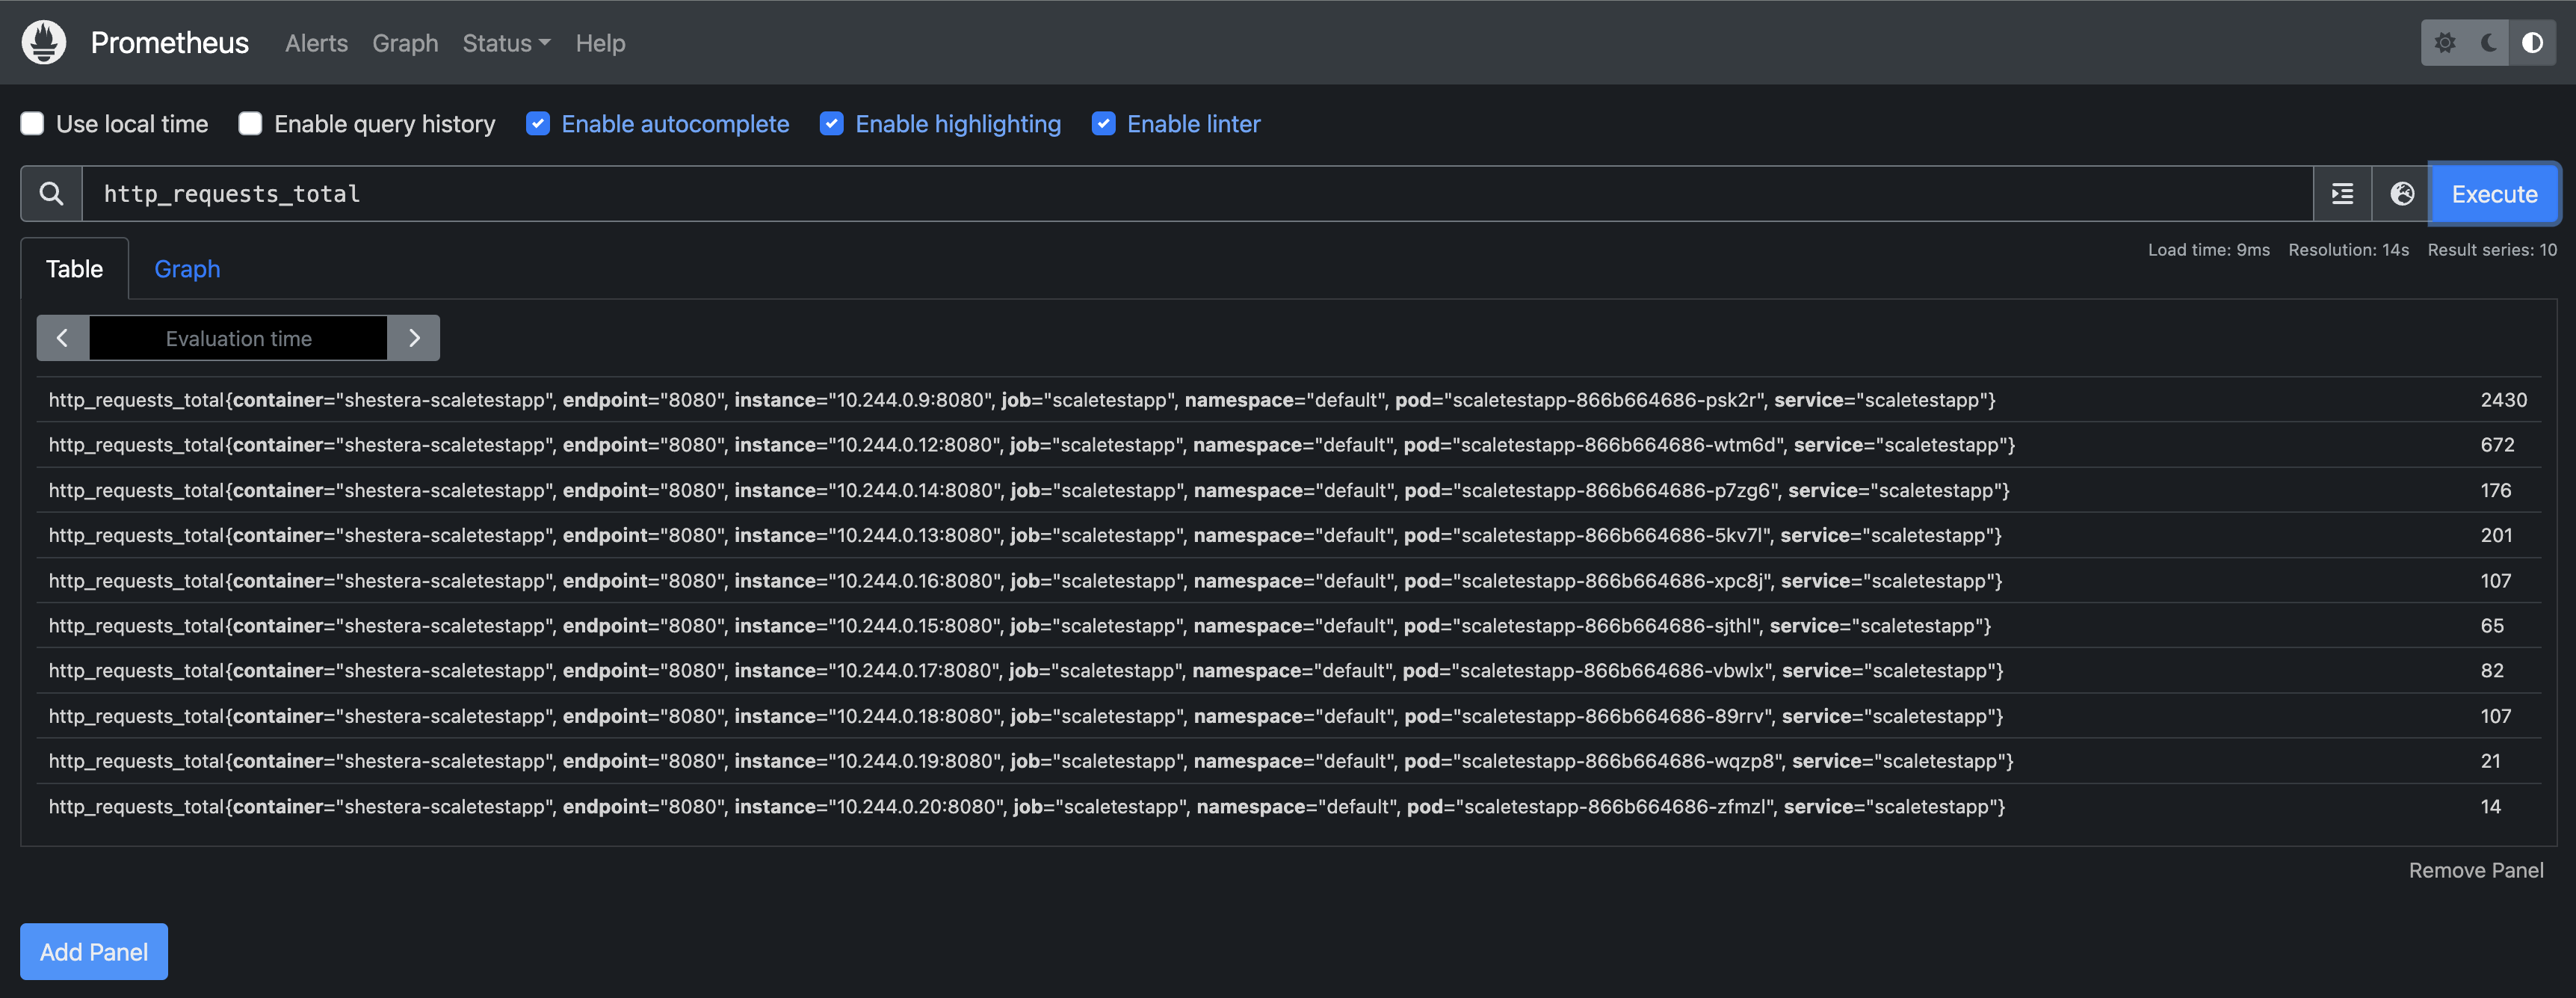 Prometheus Alerts Graph Status Help
Use local time Enable query history Enable autocomplete Enable highlighting Enable linter
http_requests_total Execute
Table Graph Load time: 9ms Resolution: 14s Result series: 10
Evaluation time
http_requests_total{container="shestera-scaletestapp", endpoint="8080", instance="10.244.0.9:8080", job="scaletestapp", namespace="default", pod="scaletestapp-866b664686-psk2r", service="scaletestapp"} 2430
http_requests_total{container="shestera-scaletestapp", endpoint="8080", instance="10.244.0.12:8080", job="scaletestapp", namespace="default", pod="scaletestapp-866b664686-wtm6d", service="scaletestapp"} 672
http_requests_total{container="shestera-scaletestapp", endpoint="8080", instance="10.244.0.14:8080", job="scaletestapp", namespace="default", pod="scaletestapp-866b664686-p7zg6", service="scaletestapp"} 176
http_requests_total{container="shestera-scaletestapp", endpoint="8080", instance="10.244.0.13:8080", job="scaletestapp", namespace="default", pod="scaletestapp-866b664686-5kv7l", service="scaletestapp"} 201
http_requests_total{container="shestera-scaletestapp", endpoint="8080", instance="10.244.0.16:8080", job="scaletestapp", namespace="default", pod="scaletestapp-866b664686-xpc8j", service="scaletestapp"} 107
http_requests_total{container="shestera-scaletestapp", endpoint="8080", instance="10.244.0.15:8080", job="scaletestapp", namespace="default", pod="scaletestapp-866b664686-sjthl", service="scaletestapp"} 65
http_requests_total{container="shestera-scaletestapp", endpoint="8080", instance="10.244.0.17:8080", job="scaletestapp", namespace="default", pod="scaletestapp-866b664686-vbwlx", service="scaletestapp"} 82
http_requests_total{container="shestera-scaletestapp", endpoint="8080", instance="10.244.0.18:8080", job="scaletestapp", namespace="default", pod="scaletestapp-866b664686-89rrv", service="scaletestapp"} 107
http_requests_total{container="shestera-scaletestapp", endpoint="8080", instance="10.244.0.19:8080", job="scaletestapp", namespace="default", pod="scaletestapp-866b664686-wqzp8", service="scaletestapp"} 21
http_requests_total{container="shestera-scaletestapp", endpoint="8080", instance="10.244.0.20:8080", job="scaletestapp", namespace="default", pod="scaletestapp-866b664686-zfmzl", service="scaletestapp"} 14
Remove Panel
Add Panel